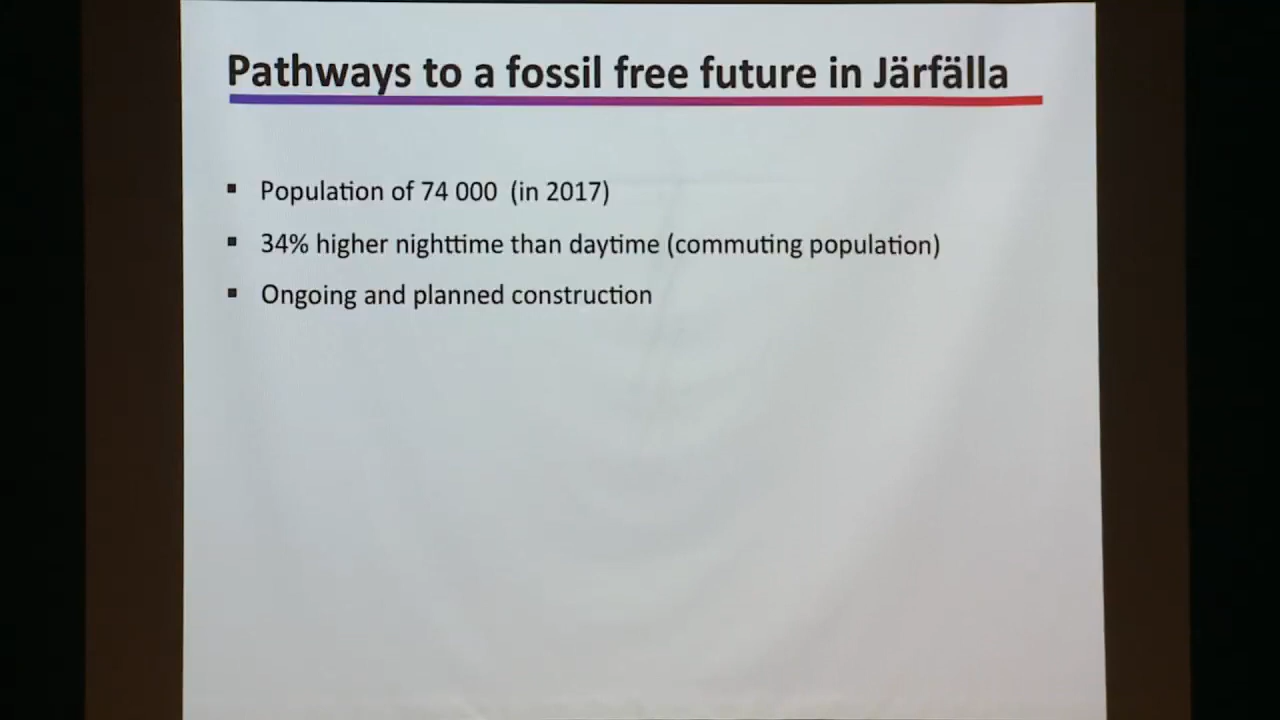 Pathways to a fossil free future in Järfälla
▪ Population of 74 000 (in 2017)
▪ 34% higher nighttime than daytime (commuting population)
▪ Ongoing and planned construction